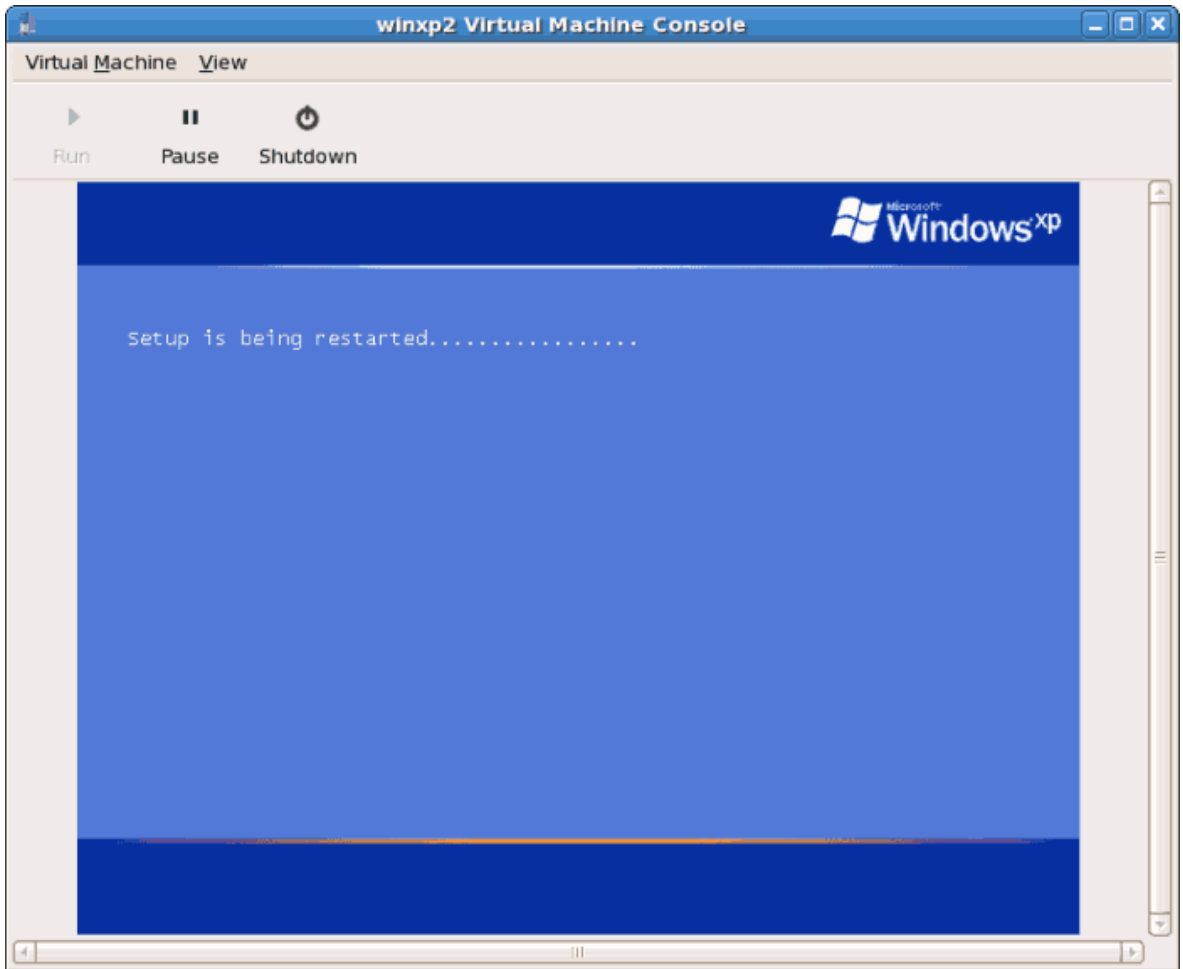 winxp2 Virtual Machine Console
Virtual Machine View
Run Pause Shutdown
Microsoft
Windows xp
Setup is being restarted.................